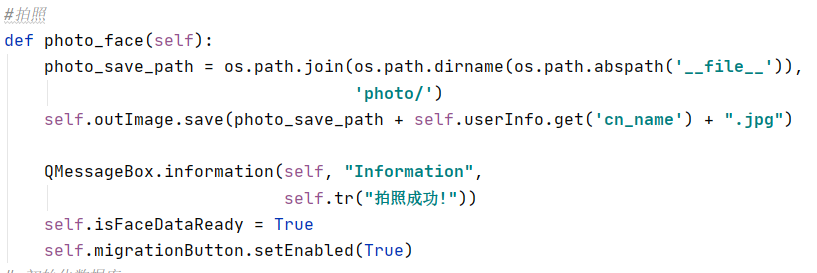 #拍照
def photo_face(self):
    photo_save_path = os.path.join(os.path.dirname(os.path.abspath('__file__')),
                                   'photo/')
    self.outImage.save(photo_save_path + self.userInfo.get('cn_name') + ".jpg")
    QMessageBox.information(self, "Information",
                            self.tr("拍照成功!"))
    self.isFaceDataReady = True
    self.migrationButton.setEnabled(True)